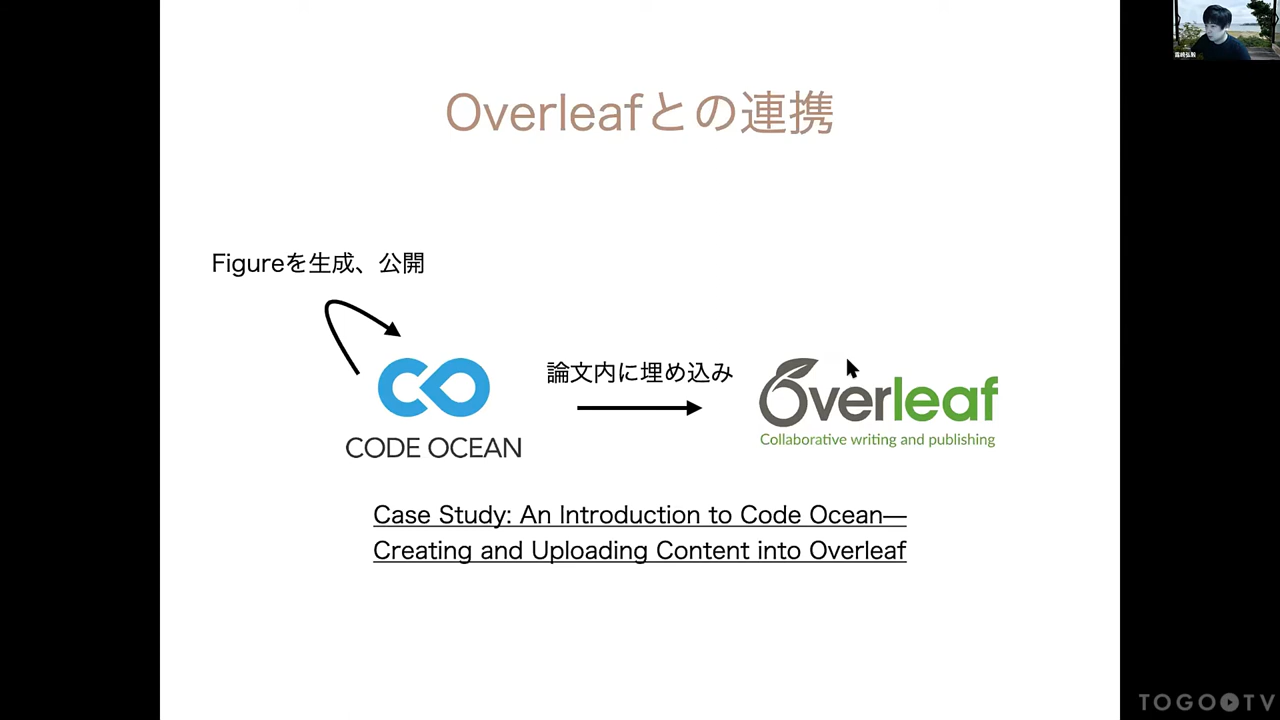 Overleafとの連携
Figureを生成、公開
論文内に埋め込み
CODE OCEAN
Overleaf
Collaborative writing and publishing
Case Study: An Introduction to Code Ocean—
Creating and Uploading Content into Overleaf
TOGO TV